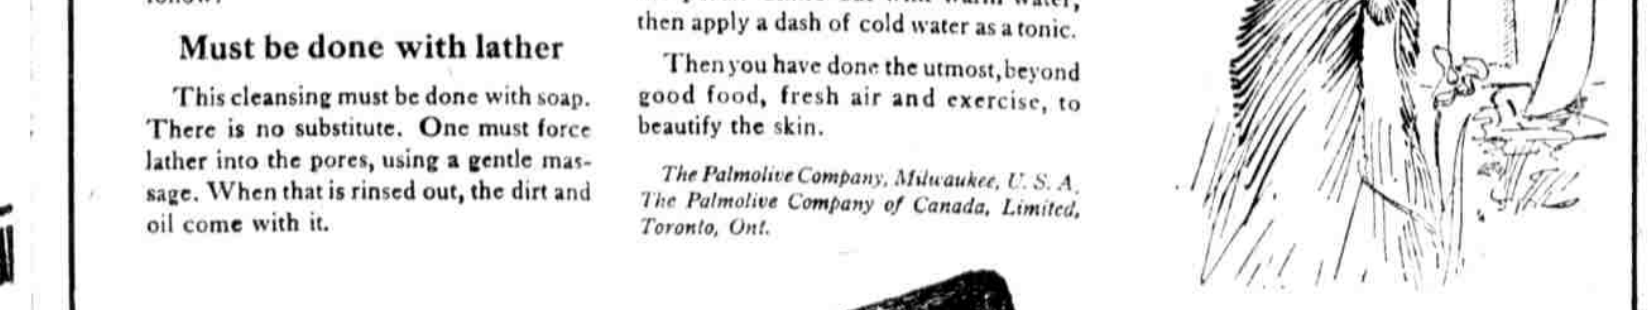 Must be done with lather
This cleansing must be done with soap.
There is no substitute. One must force
lather into the pores, using a gentle mas-
sage. When that is rinsed out, the dirt and
oil come with it.
then apply a dash of cold water as a tonic.
Then you have done the utmost, beyond
good food, fresh air and exercise, to
beautify the skin.
The Palmolive Company, Milwaukee, U. S. A.
The Palmolive Company of Canada, Limited,
Toronto, Ont.